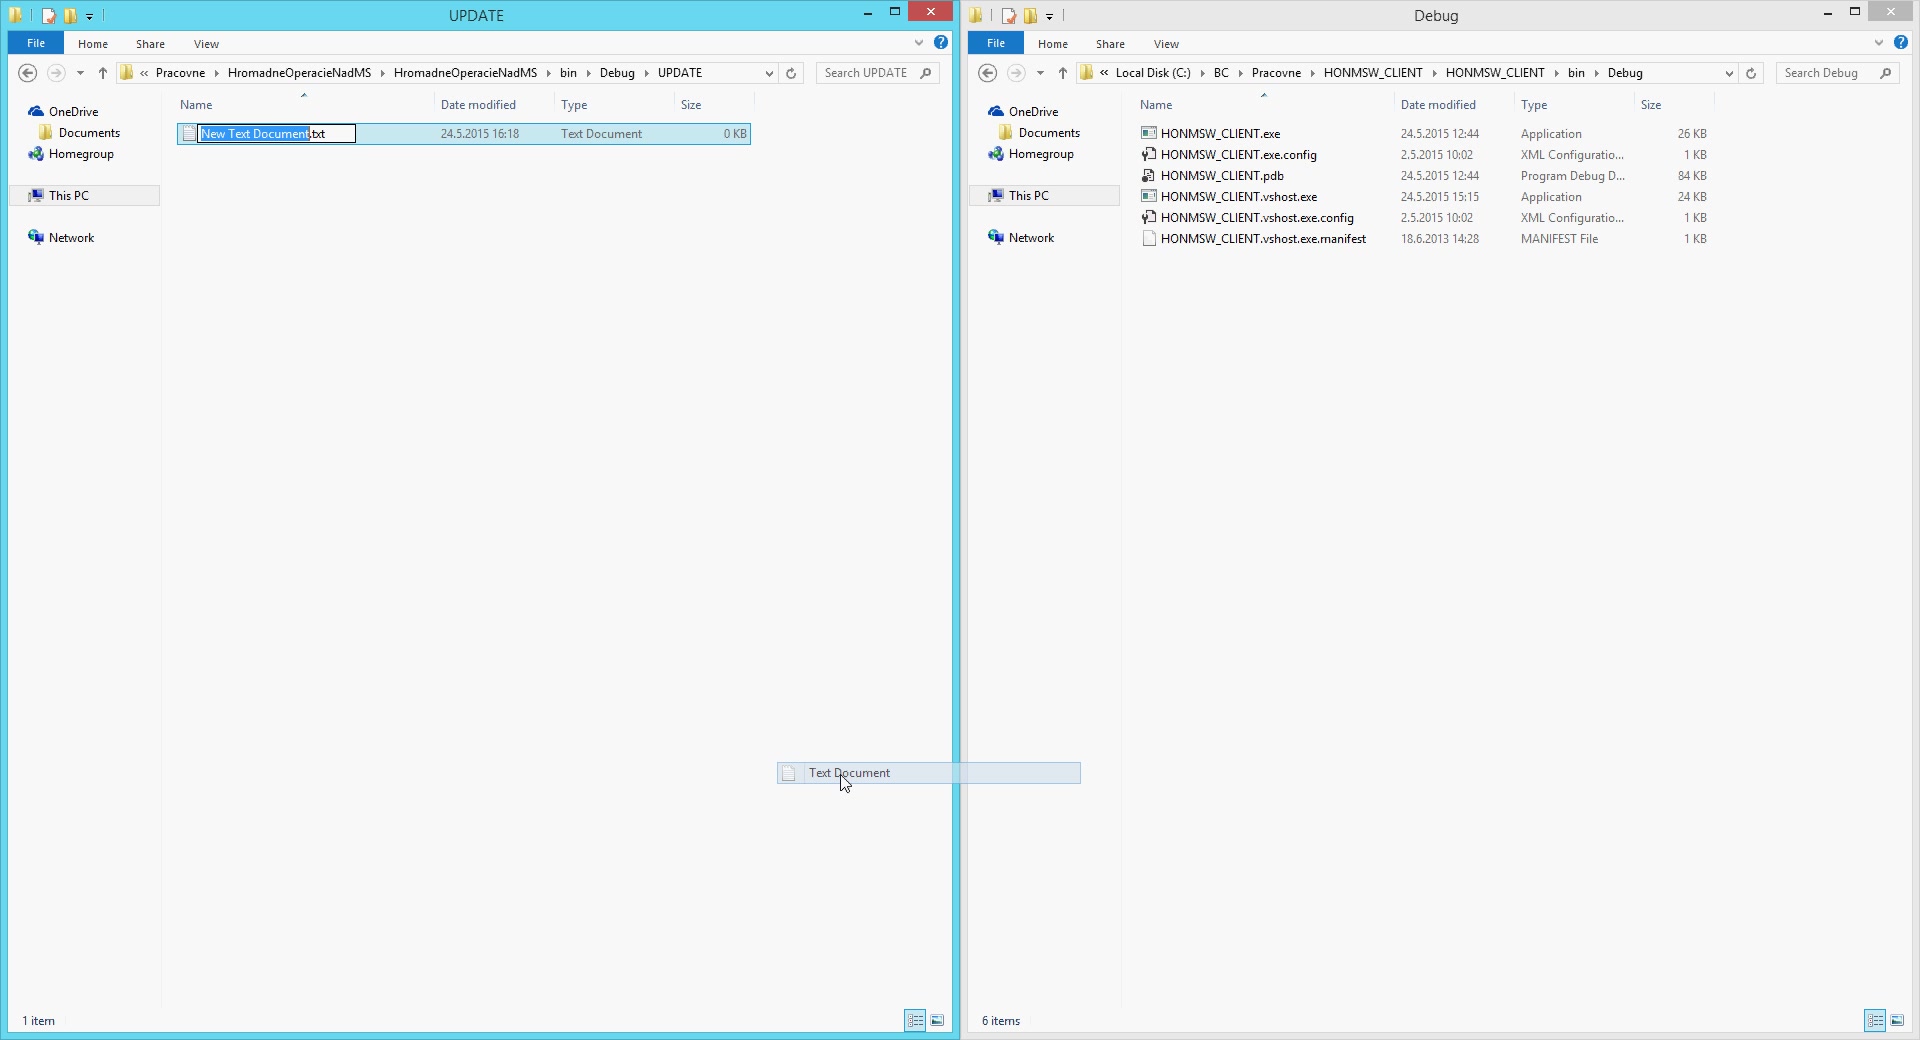 UPDATE
File Home Share View
« Pracovne HromadneOperacieNadMS HromadneOperacieNadMS bin Debug UPDATE
Search UPDATE
OneDrive
Documents
Homegroup
This PC
Network
Name Date modified Type Size
New Text Document.txt 24.5.2015 16:18 Text Document 0 KB
Text Document
1 item
Debug
File Home Share View
« Local Disk (C:) BC Pracovne HONMSW_CLIENT HONMSW_CLIENT bin Debug
Search Debug
OneDrive
Documents
Homegroup
This PC
Network
Name Date modified Type Size
HONMSW_CLIENT.exe 24.5.2015 12:44 Application 26 KB
HONMSW_CLIENT.exe.config 2.5.2015 10:02 XML Configuratio... 1 KB
HONMSW_CLIENT.pdb 24.5.2015 12:44 Program Debug D... 84 KB
HONMSW_CLIENT.vshost.exe 24.5.2015 15:15 Application 24 KB
HONMSW_CLIENT.vshost.exe.config 2.5.2015 10:02 XML Configuratio... 1 KB
HONMSW_CLIENT.vshost.exe.manifest 18.6.2013 14:28 MANIFEST File 1 KB
6 items